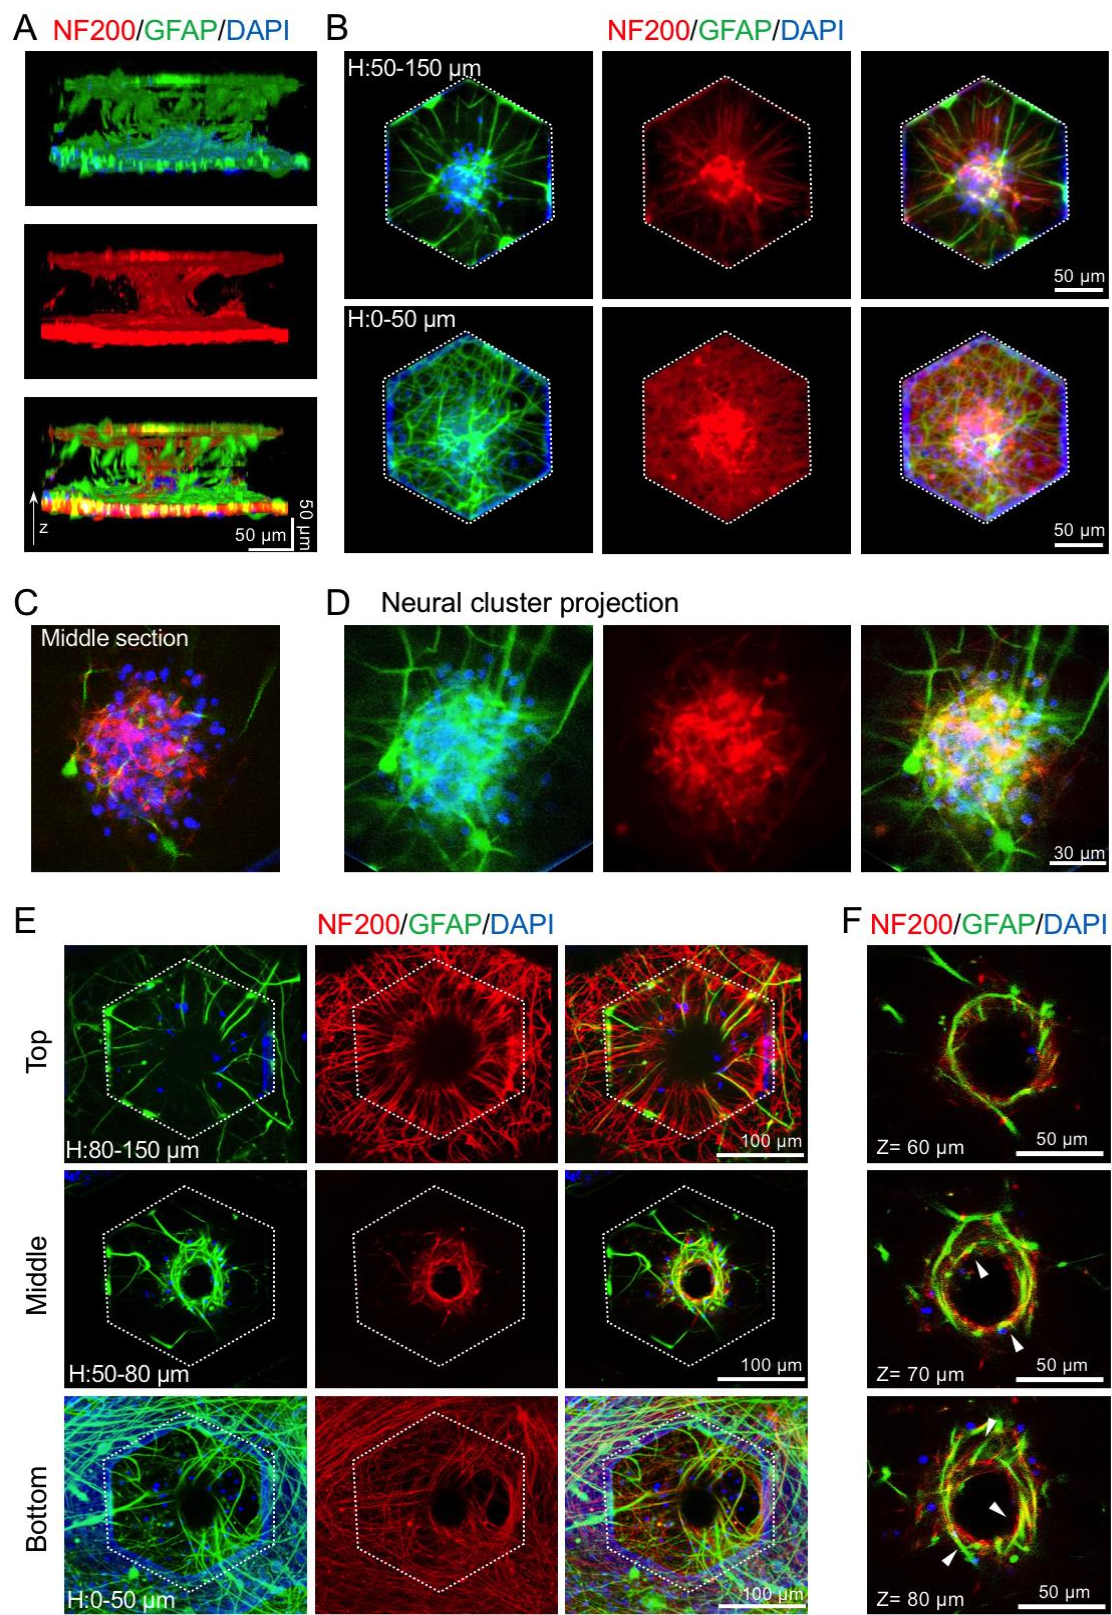 A NF200/GFAP/DAPI
B NF200/GFAP/DAPI
H:50-150 µm
50 µm
H:0-50 µm
50 µm
z
50 µm
50 µm
C
Middle section
D Neural cluster projection
30 µm
E NF200/GFAP/DAPI
Top
H:80-150 µm
100 µm
Middle
H:50-80 µm
100 µm
Bottom
H:0-50 µm
100 µm
F NF200/GFAP/DAPI
Z= 60 µm
50 µm
Z= 70 µm
50 µm
Z= 80 µm
50 µm